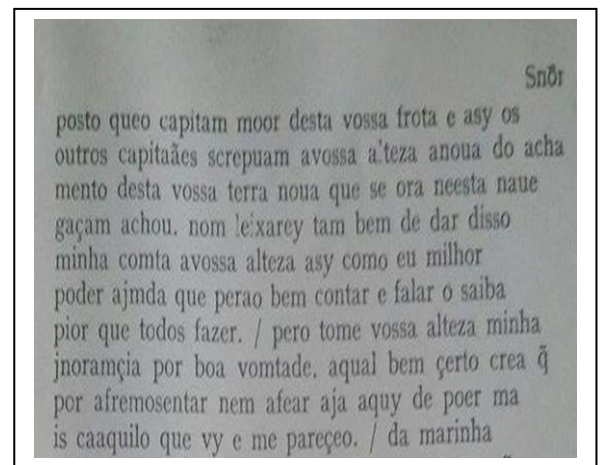 Snõr
posto queo capitam moor desta vossa frota e asy os
outros capitaães screpuam avossa alteza anoua do acha
mento desta vossa terra noua que se ora neesta naue
gaçam achou. nom leixarey tam bem de dar disso
minha comta avossa alteza asy como eu milhor
poder ajmda que perao bem contar e falar o saiba
pior que todos fazer. / pero tome vossa alteza minha
jnoramçia por boa vomtade. aqual bem çerto crea q̃
por afremosentar nem afear aja aquy de poer ma
is caaquilo que vy e me pareçeo. / da marinha